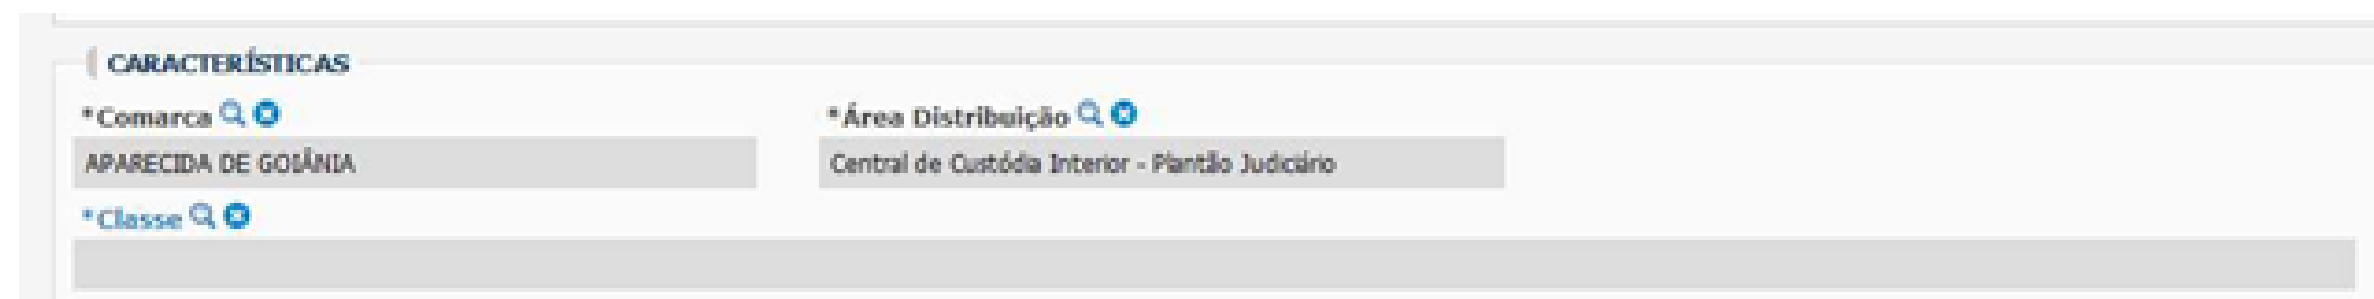 CARACTERÍSTICAS
*Comarca
*Área Distribuição
APARECIDA DE GOIÂNIA
Central de Custódia Interior - Plantão Judiciário
*Classe